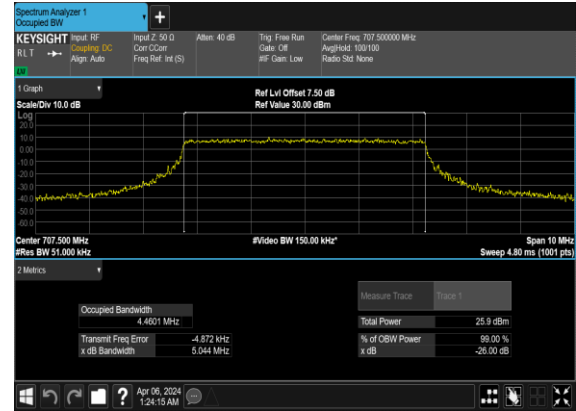 Spectrum Analyzer 1
Occupied BW
KEYSIGHT Input: RF Input Z: 50 Ω Atten: 40 dB Trig: Free Run Center Freq: 707.500000 MHz
RLT Coupling: DC Corr CCorr Gate: Off Avg|Hold: 100/100
Align: Auto Freq Ref: Int (S) #IF Gain: Low Radio Std: None
LU
1 Graph
Ref Lvl Offset 7.50 dB
Scale/Div 10.0 dB Ref Value 30.00 dBm
Log
20.0
10.0
0.00
-10.0
-20.0
-30.0
-40.0
-50.0
-60.0
Center 707.500 MHz #Video BW 150.00 kHz* Span 10 MHz
#Res BW 51.000 kHz Sweep 4.80 ms (1001 pts)
2 Metrics
Measure Trace Trace 1
Occupied Bandwidth
4.4601 MHz
Total Power 25.9 dBm
Transmit Freq Error -4.872 kHz % of OBW Power 99.00 %
x dB Bandwidth 5.044 MHz x dB -26.00 dB
?
Apr 06, 2024
1:24:15 AM